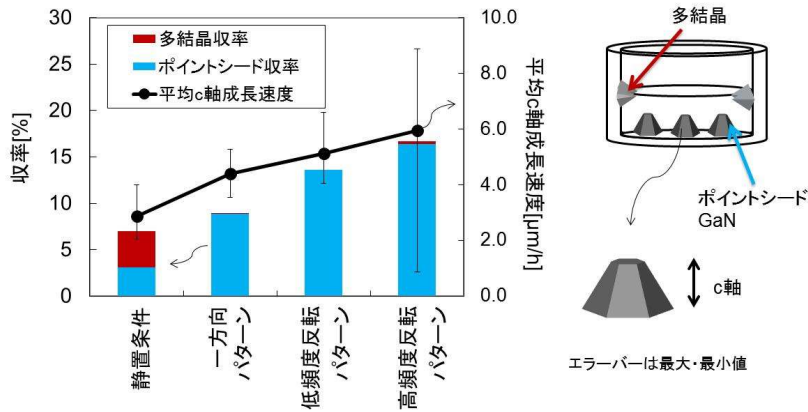 30
25
20
15
10
5
0
収率[%]
多結晶収率
ポイントシード収率
平均c軸成長速度
10.0
8.0
6.0
4.0
2.0
0.0
平均c軸成長速度[μm/h]
静置条件
一方向
パターン
低頻度反転
パターン
高頻度反転
パターン
多結晶
ポイントシード
GaN
c軸
エラーバーは最大・最小値